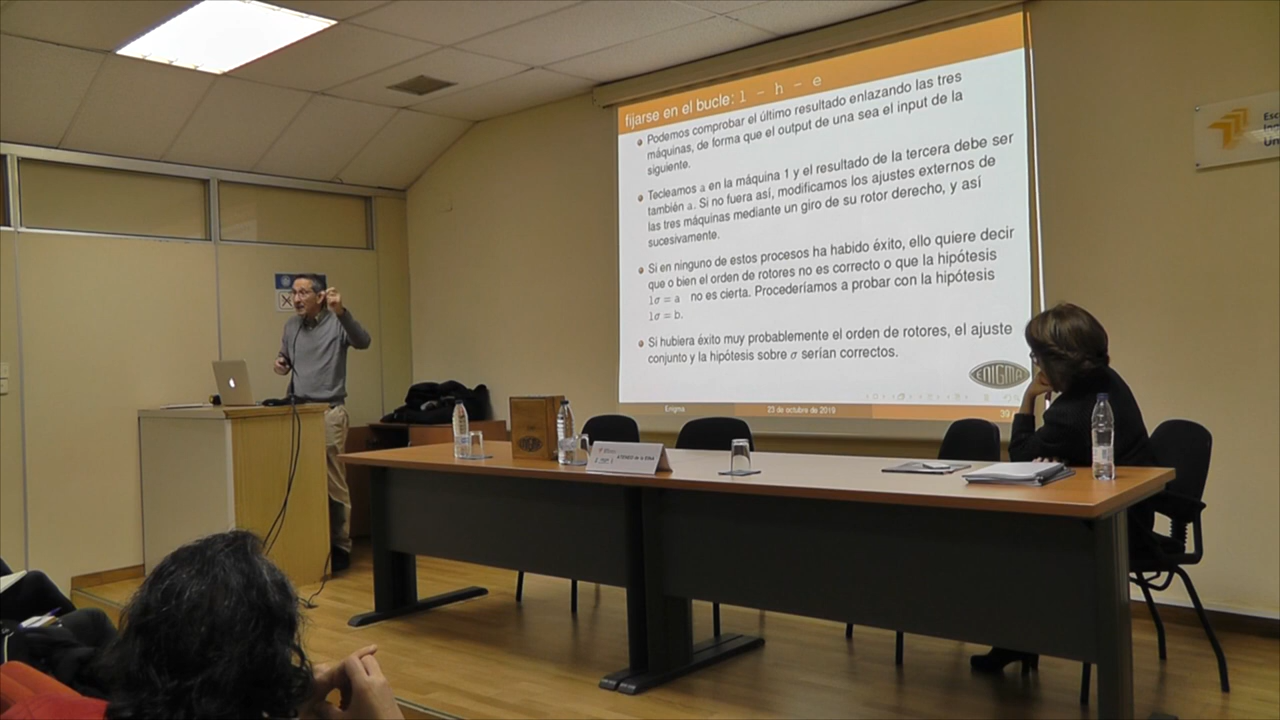 fijarse en el bucle: l - h - e
Podemos comprobar el último resultado enlazando las tres
máquinas, de forma que el output de una sea el input de la
siguiente.
Tecleamos a en la máquina 1 y el resultado de la tercera debe ser
también a. Si no fuera así, modificamos los ajustes externos de
las tres máquinas mediante un giro de su rotor derecho, y así
sucesivamente.
Si en ninguno de estos procesos ha habido éxito, ello quiere decir
que o bien el orden de rotores no es correcto o que la hipótesis
lσ = a no es cierta. Procederíamos a probar con la hipótesis
lσ = b.
Si hubiera éxito muy probablemente el orden de rotores, el ajuste
conjunto y la hipótesis sobre σ serían correctos.
ENIGMA
Enigma 23 de octubre de 2019 39
ATENEO de la